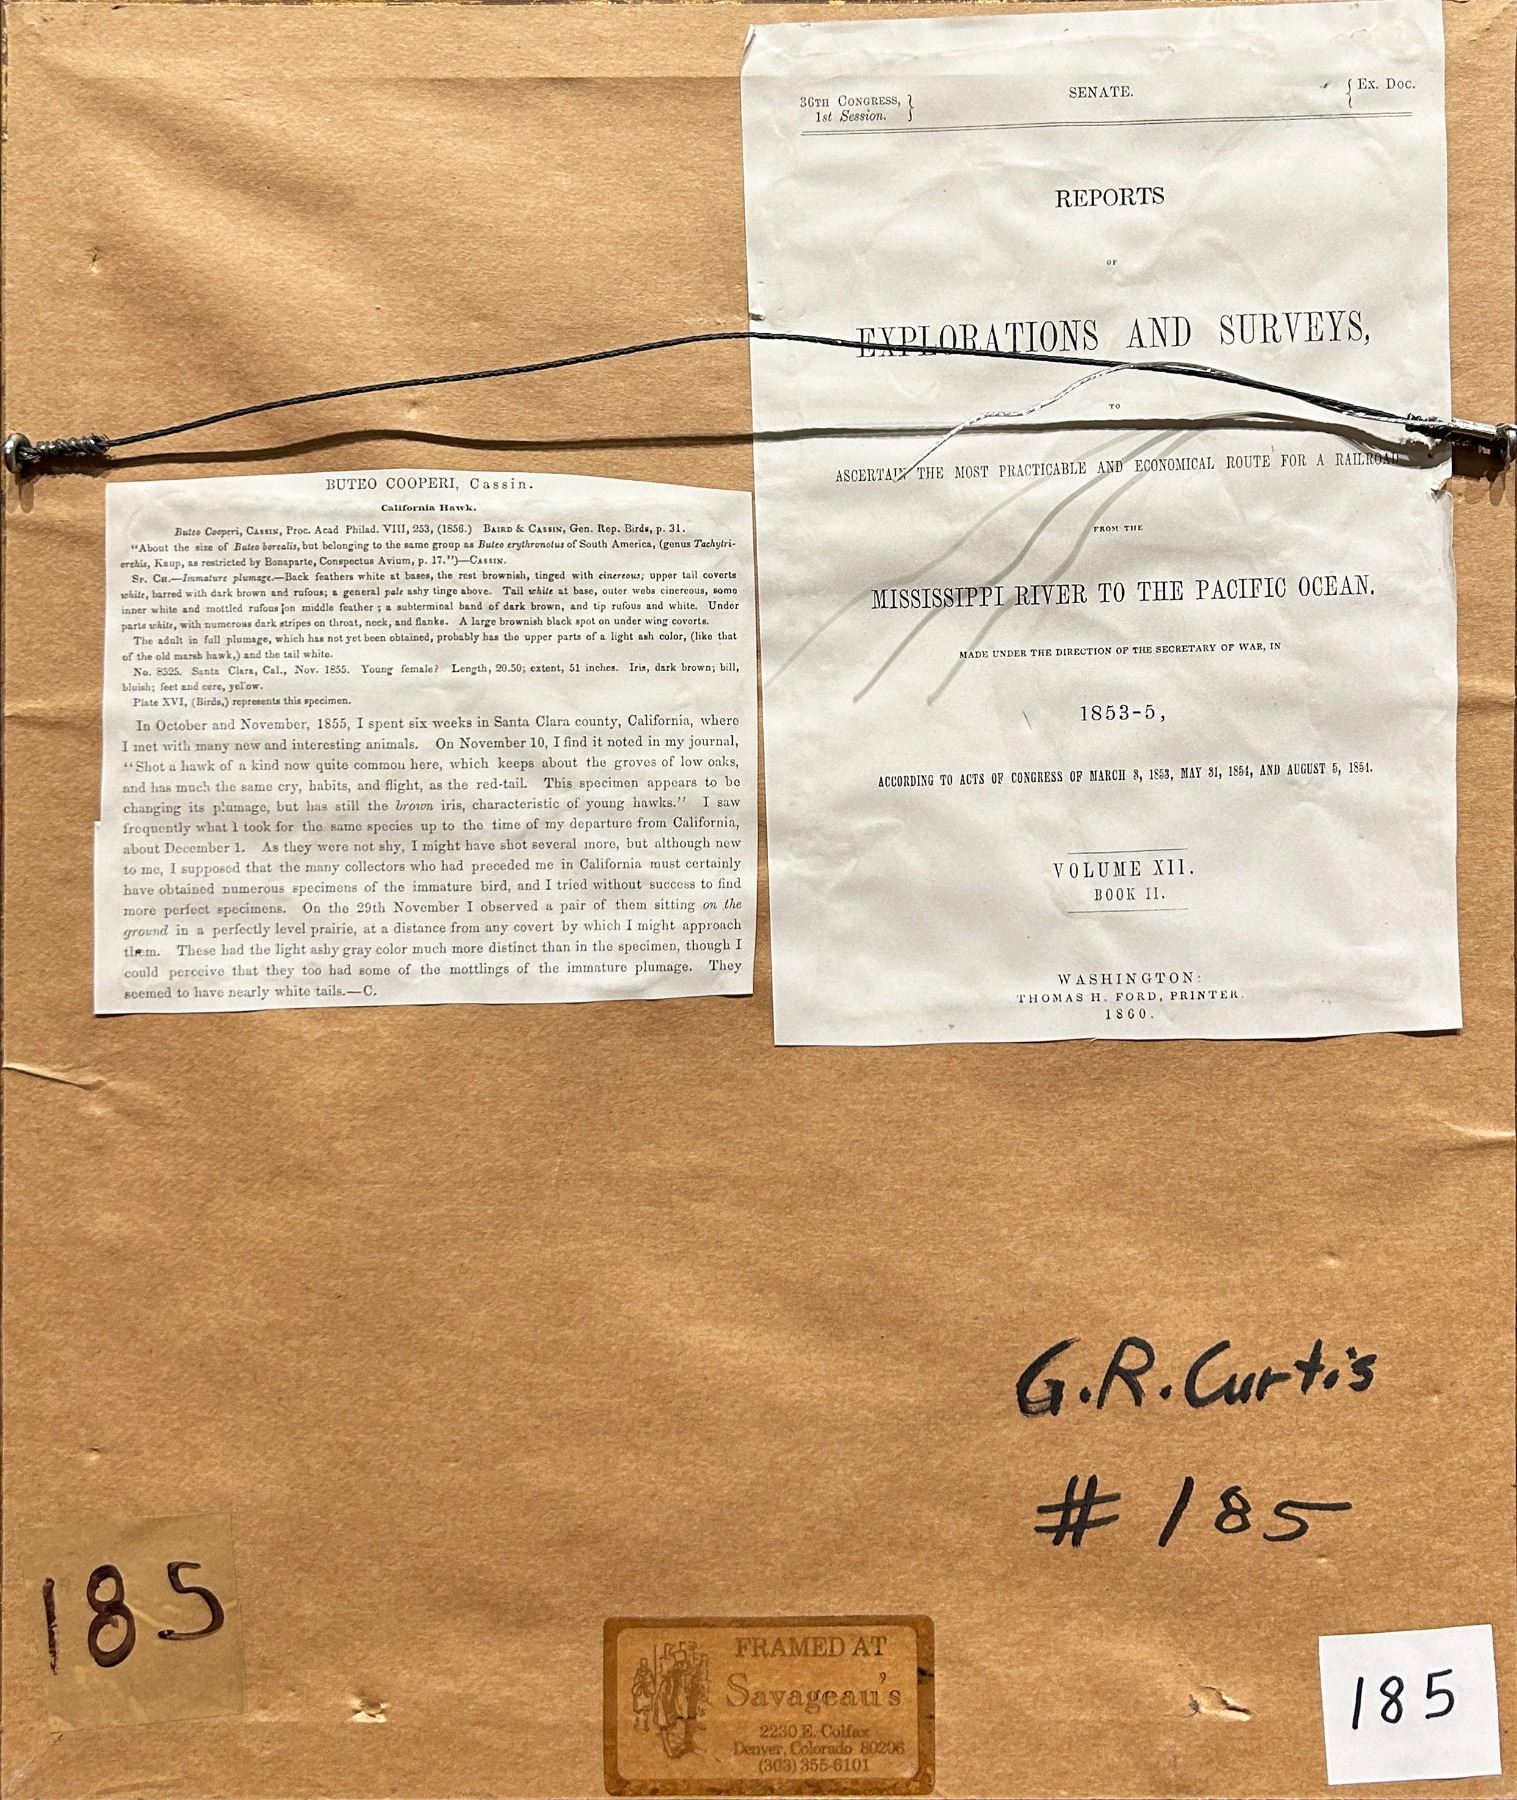 36TH CONGRESS,
1st Session.
SENATE.
Ex. Doc.
REPORTS
OF
EXPLORATIONS AND SURVEYS,
TO
ASCERTAIN THE MOST PRACTICABLE AND ECONOMICAL ROUTE FOR A RAILROAD
FROM THE
MISSISSIPPI RIVER TO THE PACIFIC OCEAN.
MADE UNDER THE DIRECTION OF THE SECRETARY OF WAR, IN
1853-5,
ACCORDING TO ACTS OF CONGRESS OF MARCH 3, 1853, MAY 31, 1854, AND AUGUST 5, 1854.
VOLUME XII.
BOOK II.
WASHINGTON:
THOMAS H. FORD, PRINTER.
1860.
BUTEO COOPERI, Cassin.
California Hawk.
Buteo Cooperi, CASSIN, Proc. Acad Philad. VIII, 253, (1856.) BAIRD & CASSIN, Gen. Rep. Birds, p. 31.
"About the size of Buteo borealis, but belonging to the same group as Buteo erythronotus of South America, (genus Tachytri-
orchis, Kaup, as restricted by Bonaparte, Conspectus Avium, p. 17.")—CASSIN.
SP. CH.—Immature plumage.—Back feathers white at bases, the rest brownish, tinged with cinereous; upper tail coverts
white, barred with dark brown and rufous; a general pale ashy tinge above. Tail white at base, outer webs cinereous, some
inner white and mottled rufous on middle feather; a subterminal band of dark brown, and tip rufous and white. Under
parts white, with numerous dark stripes on throat, neck, and flanks. A large brownish black spot on under wing coverts.
The adult in full plumage, which has not yet been obtained, probably has the upper parts of a light ash color, (like that
of the old marsh hawk,) and the tail white.
No. 8525. Santa Clara, Cal., Nov. 1855. Young female? Length, 20.50; extent, 51 inches. Iris, dark brown; bill,
bluish; feet and cere, yellow.
Plate XVI, (Birds,) represents this specimen.
In October and November, 1855, I spent six weeks in Santa Clara county, California, where
I met with many new and interesting animals. On November 10, I find it noted in my journal,
"Shot a hawk of a kind now quite common here, which keeps about the groves of low oaks,
and has much the same cry, habits, and flight, as the red-tail. This specimen appears to be
changing its plumage, but has still the brown iris, characteristic of young hawks." I saw
frequently what I took for the same species up to the time of my departure from California,
about December 1. As they were not shy, I might have shot several more, but although new
to me, I supposed that the many collectors who had preceded me in California must certainly
have obtained numerous specimens of the immature bird, and I tried without success to find
more perfect specimens. On the 29th November I observed a pair of them sitting on the
ground in a perfectly level prairie, at a distance from any covert by which I might approach
them. These had the light ashy gray color much more distinct than in the specimen, though I
could perceive that they too had some of the mottlings of the immature plumage. They
seemed to have nearly white tails.—C.
G.R. Curtis
# 185
185
FRAMED AT
Savageau's
2230 E. Colfax
Denver, Colorado 80206
(303) 355-6101
185